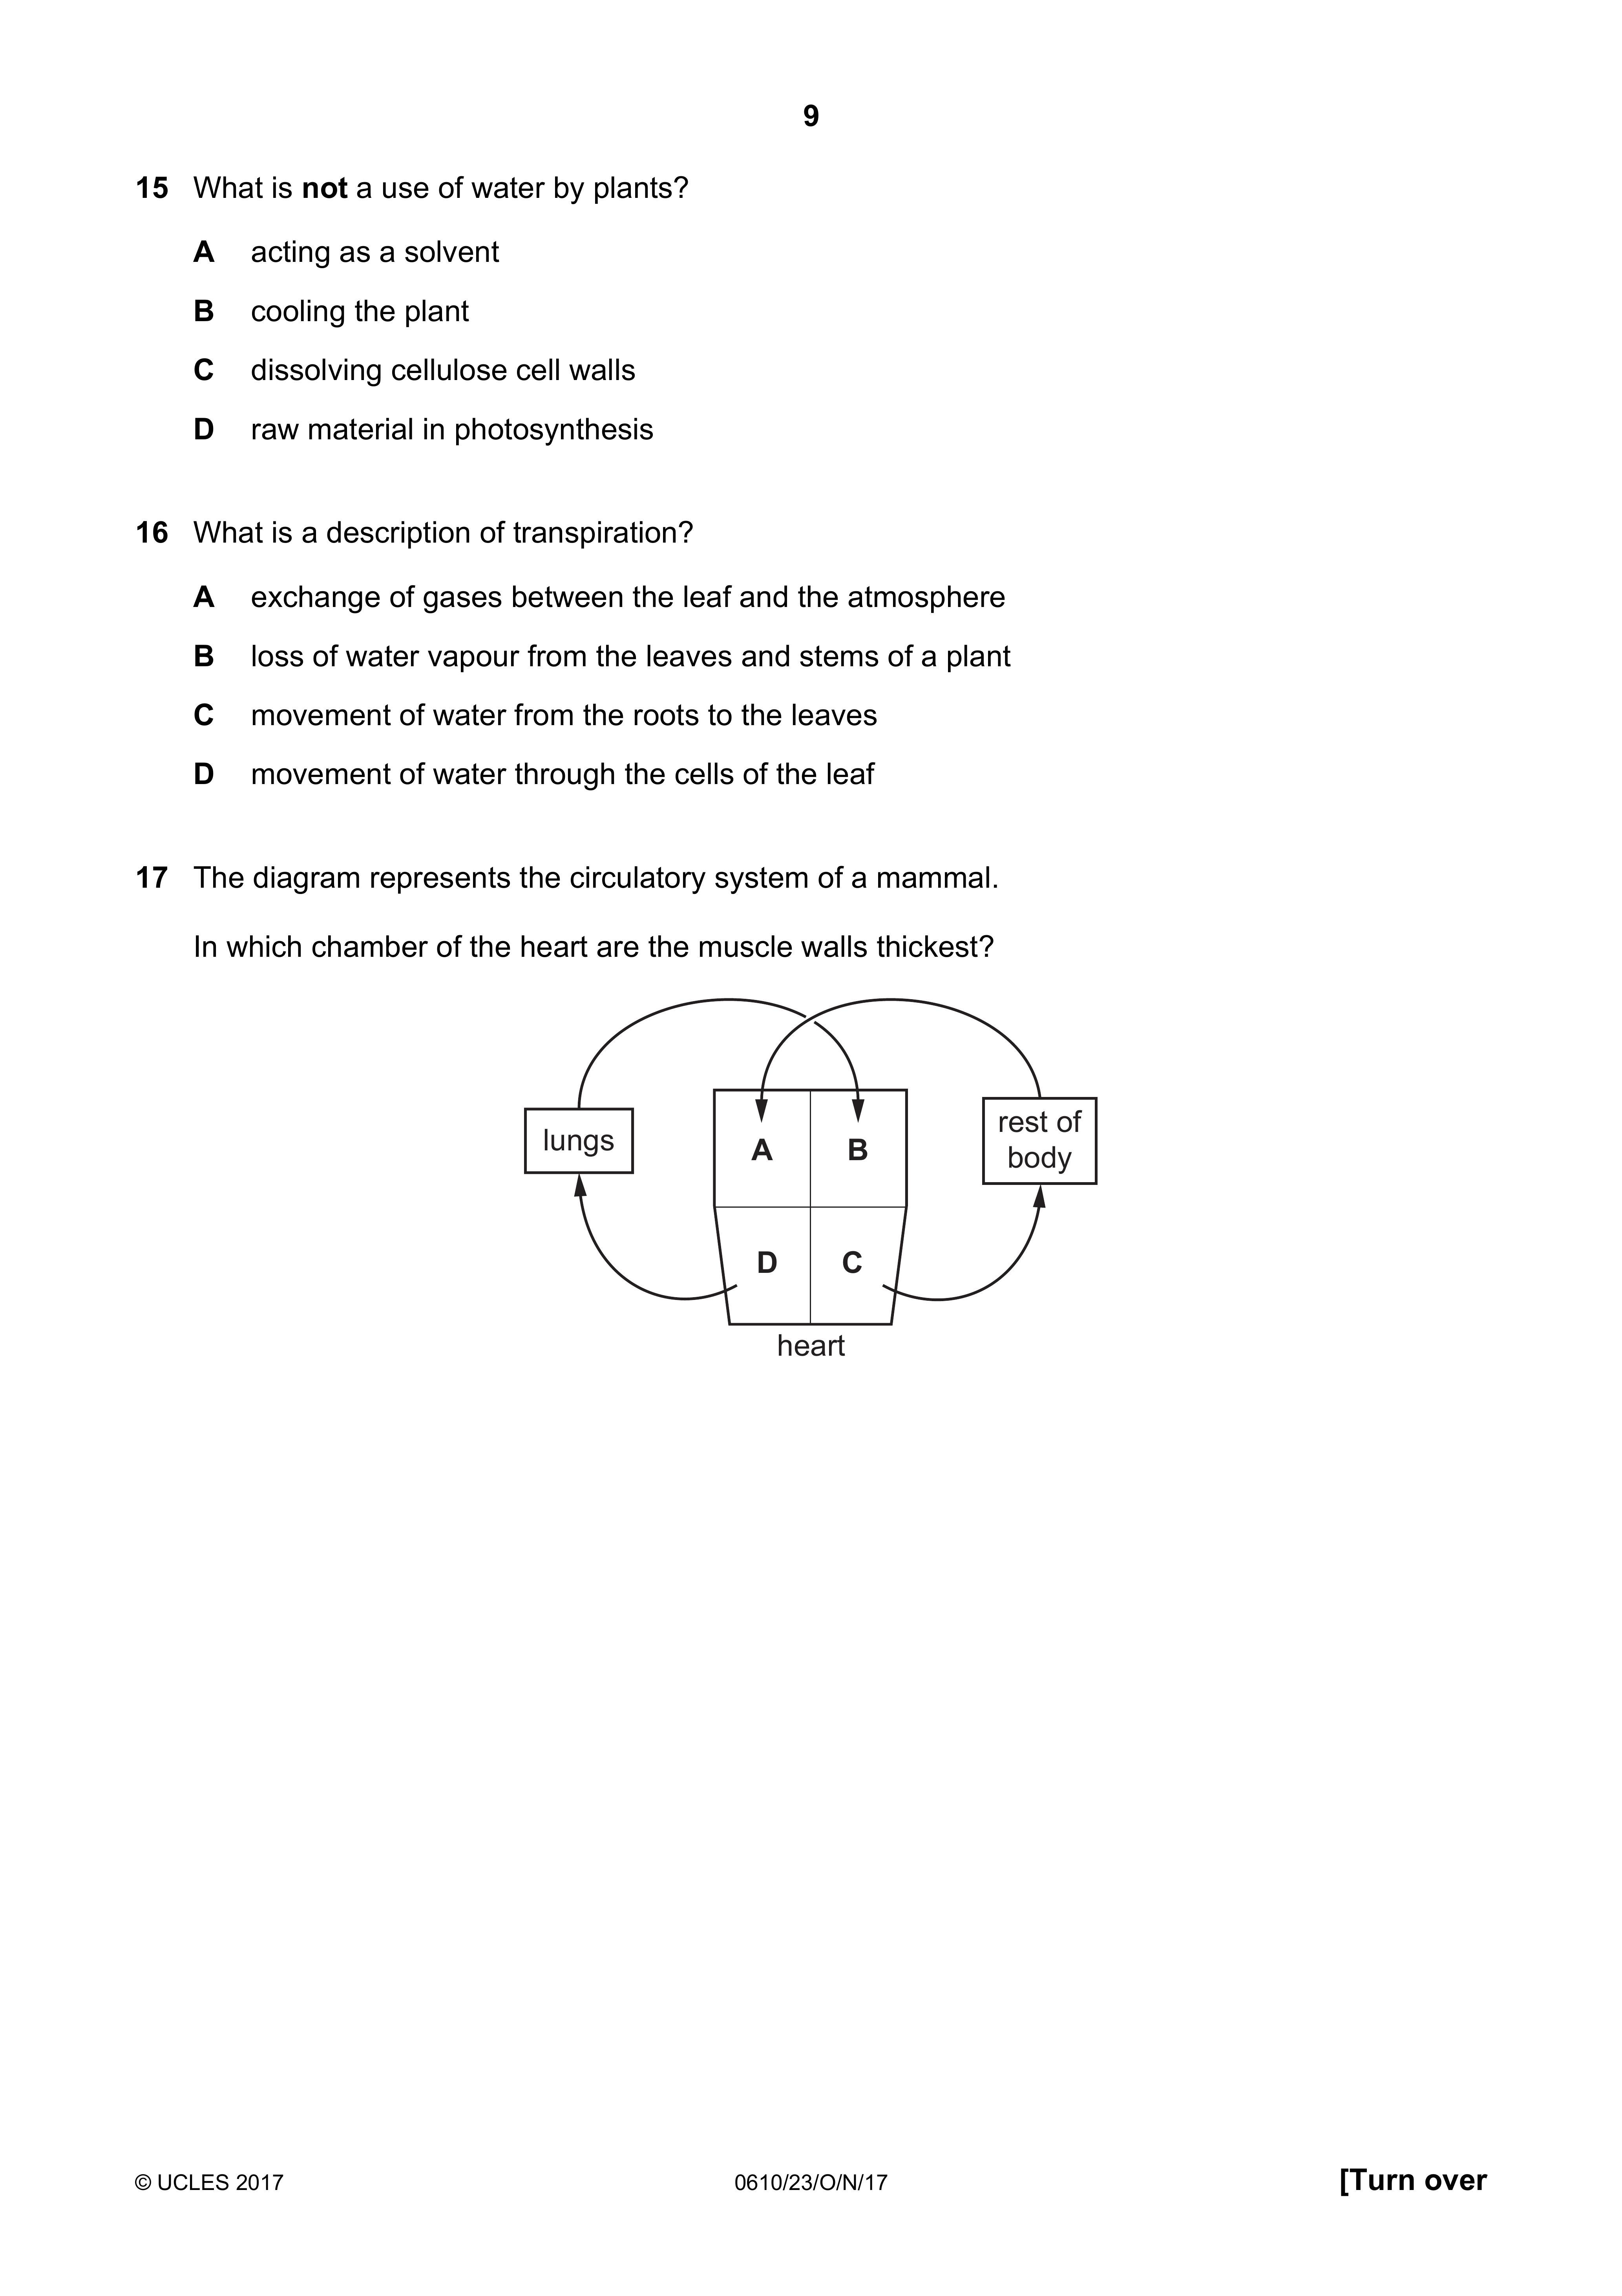 9
15 What is not a use of water by plants?
A acting as a solvent
B cooling the plant
C dissolving cellulose cell walls
D raw material in photosynthesis
16 What is a description of transpiration?
A exchange of gases between the leaf and the atmosphere
B loss of water vapour from the leaves and stems of a plant
C movement of water from the roots to the leaves
D movement of water through the cells of the leaf
17 The diagram represents the circulatory system of a mammal.
In which chamber of the heart are the muscle walls thickest?
lungs
A B
rest of
body
D C
heart
© UCLES 2017 0610/23/O/N/17 [Turn over